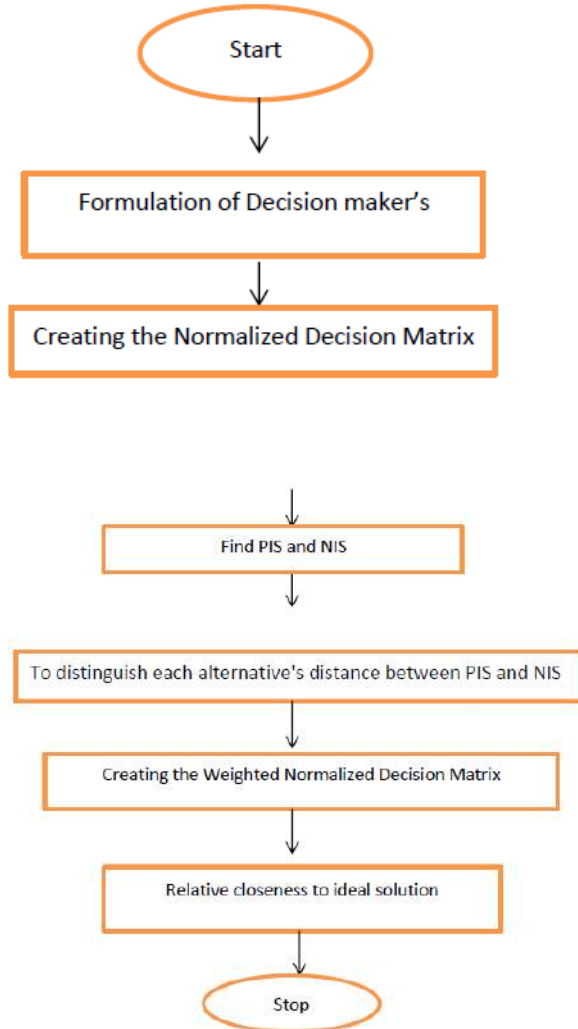 Start
Formulation of Decision maker's
Creating the Normalized Decision Matrix
Find PIS and NIS
To distinguish each alternative's distance between PIS and NIS
Creating the Weighted Normalized Decision Matrix
Relative closeness to ideal solution
Stop